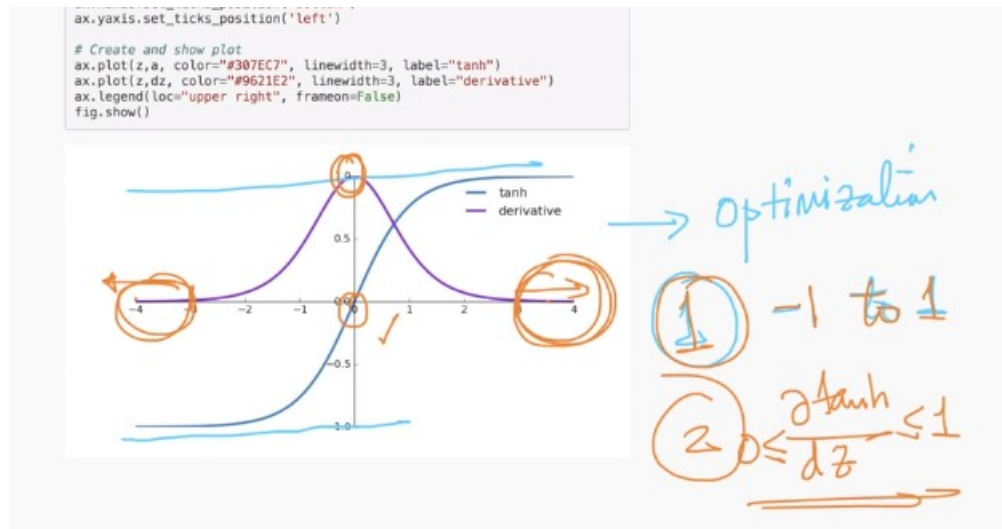 ax.yaxis.set_ticks_position('left')
# Create and show plot
ax.plot(z,a, color="#307EC7", linewidth=3, label="tanh")
ax.plot(z,dz, color="#9621E2", linewidth=3, label="derivative")
ax.legend(loc="upper right", frameon=False)
fig.show()
1.0
tanh
derivative
0.5
0.0
-4 -2 -1 0 1 2 4
-0.5
1.0
→ optimization
1 -1 to 1
2 0 ≤ ∂tanh/dz ≤ 1